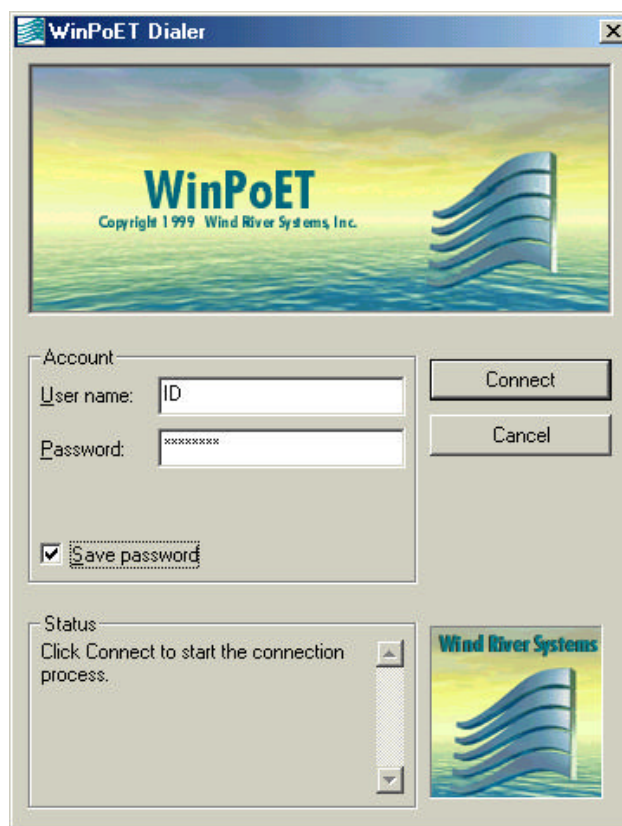 WinPoET Dialer
WinPoET
Copyright 1999 Wind River Systems, Inc.
Account
User name:
ID
Connect
Password:
xxxxxxxx
Cancel
Save password
Status
Click Connect to start the connection
process.
Wind River Systems